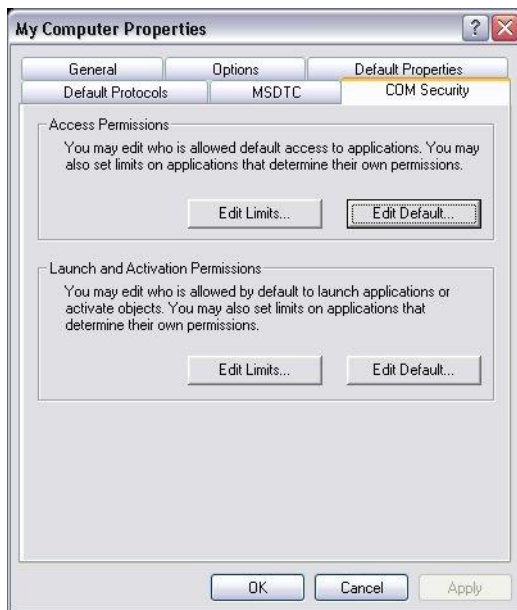 My Computer Properties
General Options Default Properties
Default Protocols MSDTC COM Security
Access Permissions
You may edit who is allowed default access to applications. You may
also set limits on applications that determine their own permissions.
Edit Limits... Edit Default...
Launch and Activation Permissions
You may edit who is allowed by default to launch applications or
activate objects. You may also set limits on applications that
determine their own permissions.
Edit Limits... Edit Default...
OK Cancel Apply